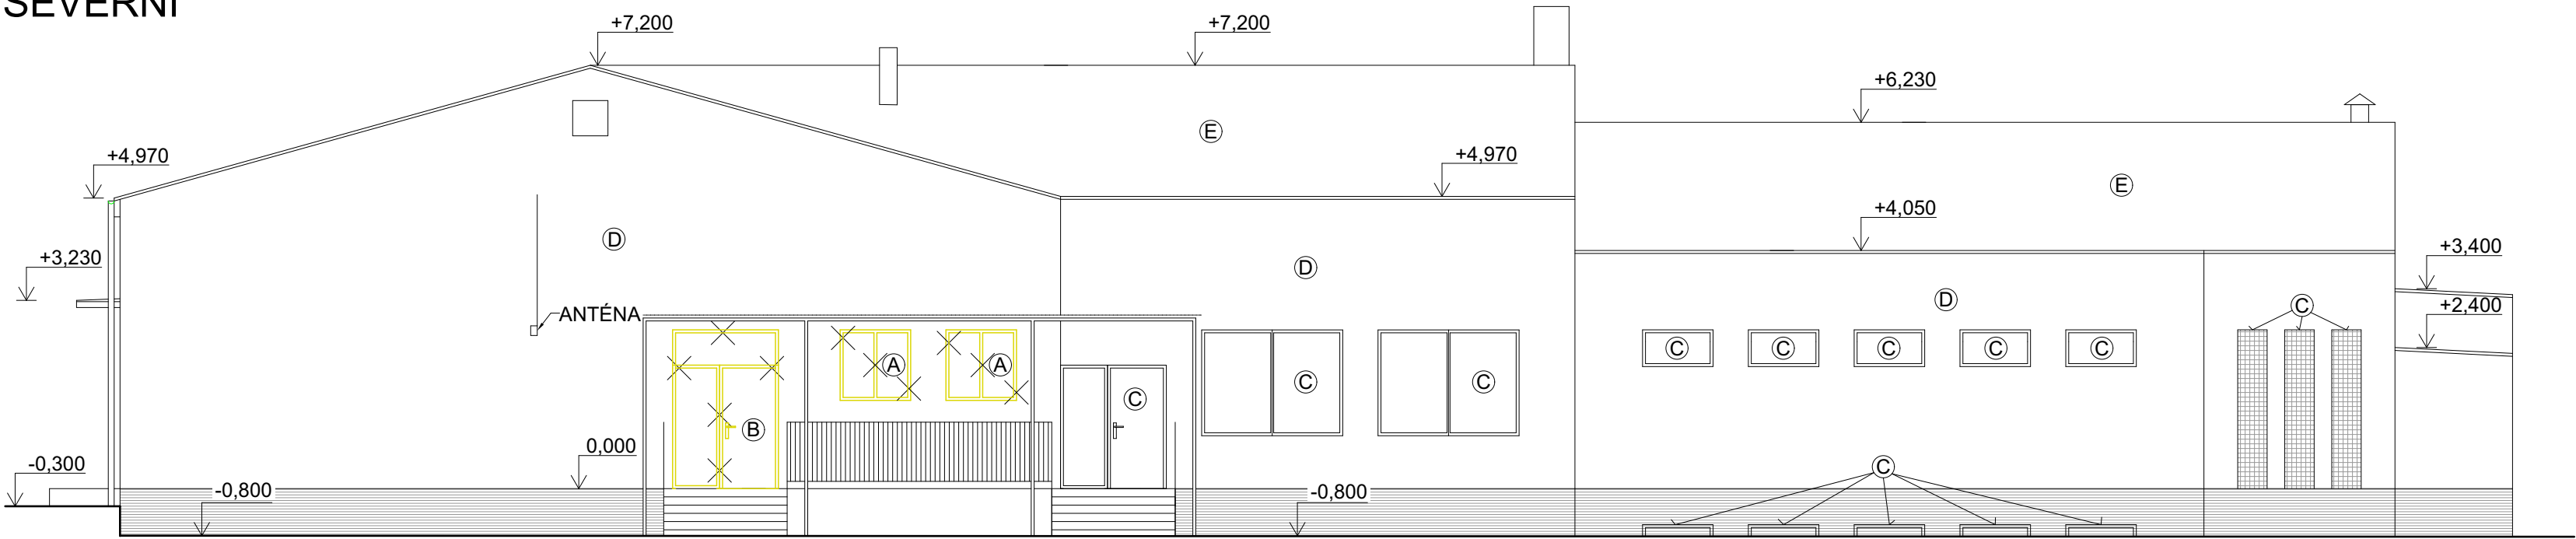 SEVERNÍ
+7,200
+7,200
+6,230
E
+4,970
+4,970
E
+4,050
D
+3,230
D
+3,400
D
C
+2,400
ANTÉNA
A
A
C
C
C
C
C
C
C
C
B
0,000
-0,300
C
-0,800
-0,800